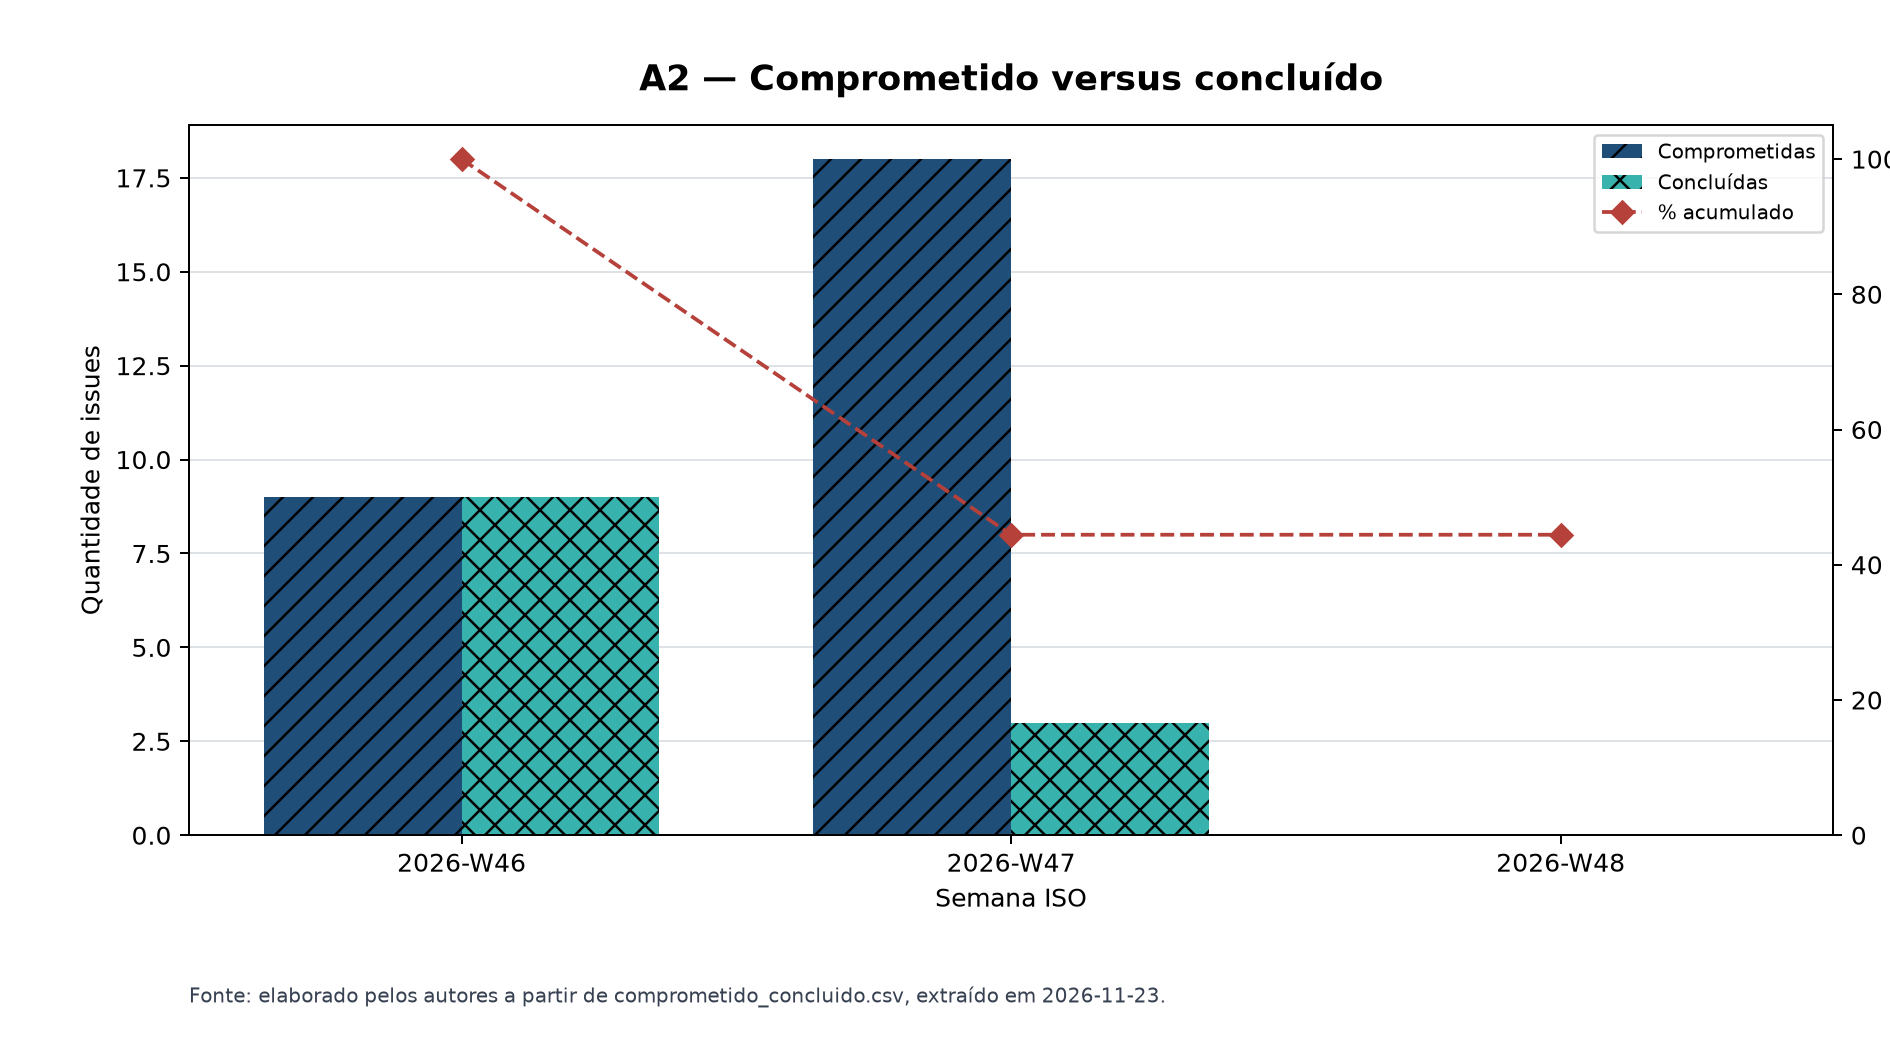 A2 — Comprometido versus concluído
Comprometidas
Concluídas
% acumulado
17.5
15.0
12.5
10.0
7.5
5.0
2.5
0.0
Quantidade de issues
100
80
60
40
20
0
2026-W46
2026-W47
2026-W48
Semana ISO
Fonte: elaborado pelos autores a partir de comprometido_concluido.csv, extraído em 2026-11-23.